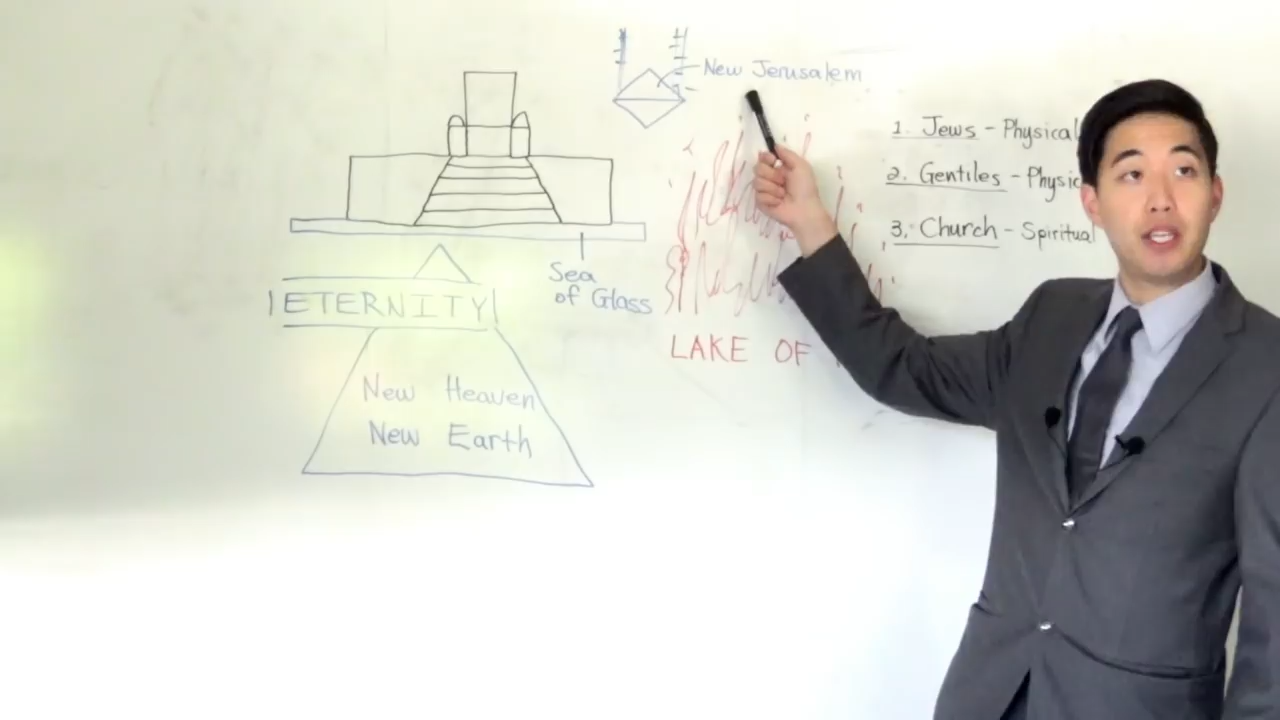 New Jerusalem
1. Jews - Physical
2. Gentiles - Physic
3. Church - Spiritual
Sea
of Glass
ETERNITY
LAKE OF
New Heaven
New Earth